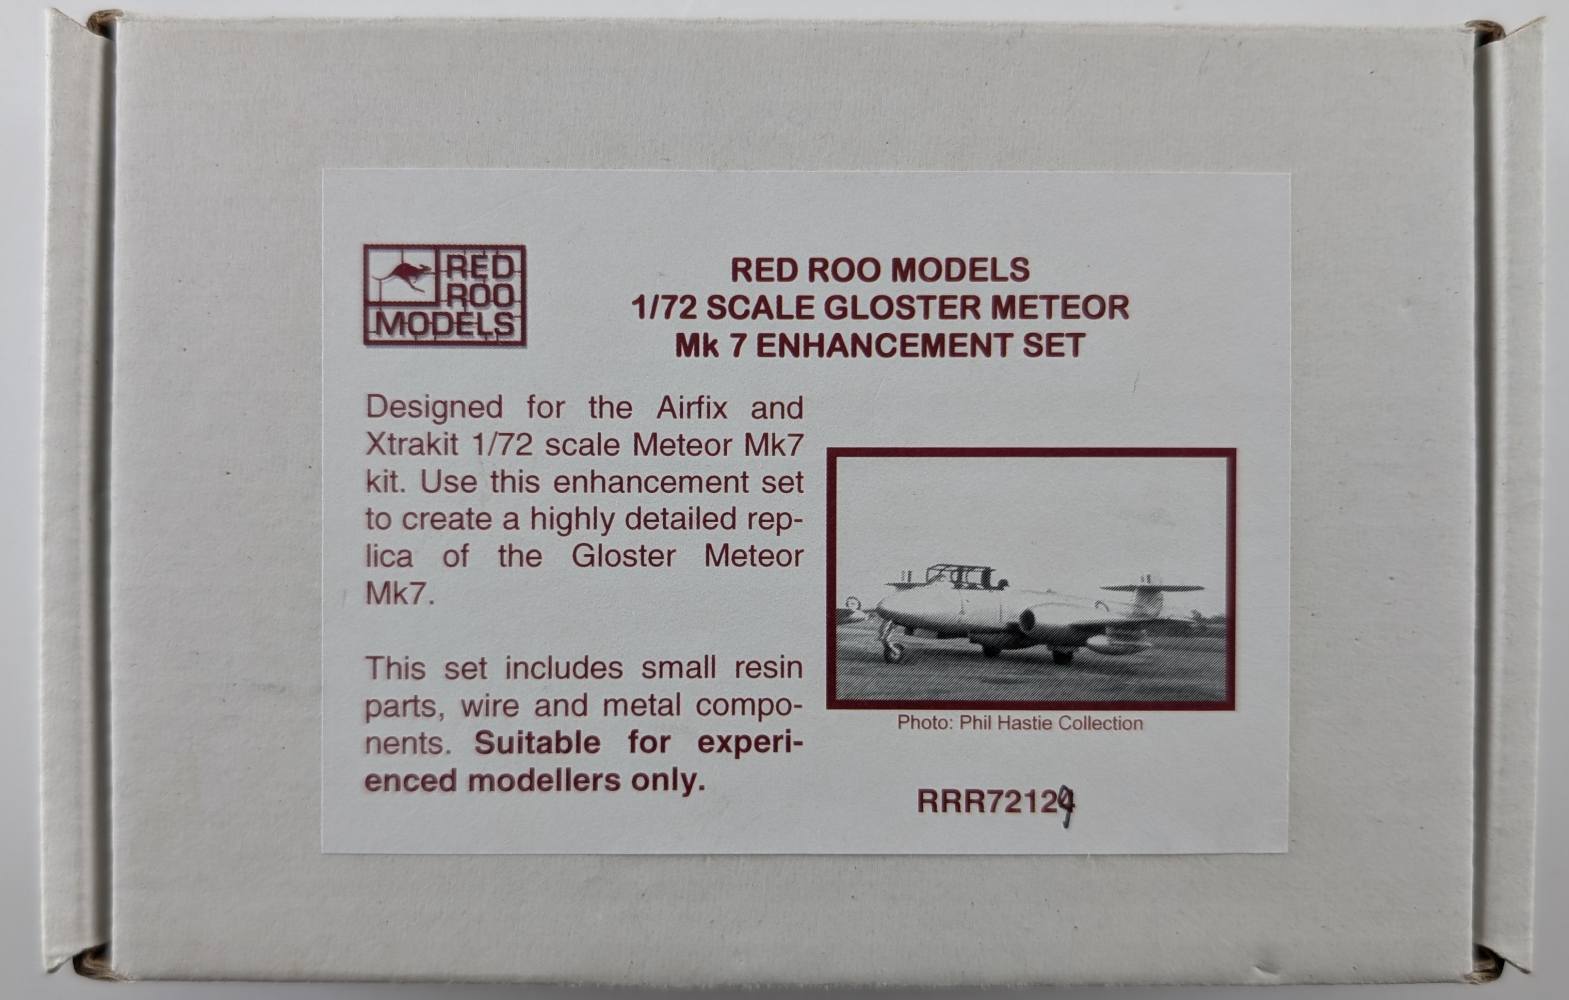 RED
ROO
MODELS
RED ROO MODELS
1/72 SCALE GLOSTER METEOR
Mk 7 ENHANCEMENT SET
Designed for the Airfix and
Xtrakit 1/72 scale Meteor Mk7
kit. Use this enhancement set
to create a highly detailed rep-
lica of the Gloster Meteor
Mk7.
This set includes small resin
parts, wire and metal compo-
nents. Suitable for experi-
enced modellers only.
Photo: Phil Hastie Collection
RRR72129